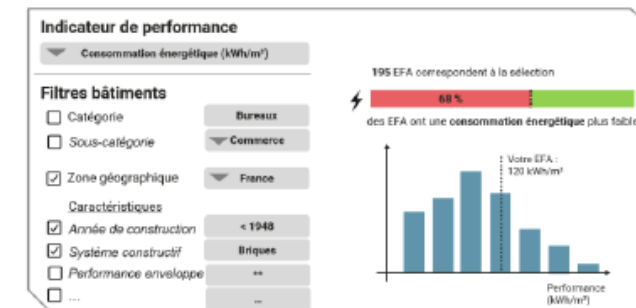 Indicateur de performance
Consommation énergétique (kWh/m²)
Filtres bâtiments
Catégorie Bureaux
Sous-catégorie Commerce
Zone géographique France
Caractéristiques
Année de construction < 1948
Système constructif Briques
Performance enveloppe --
... ...
195 EFA correspondent à la sélection
68 %
des EFA ont une consommation énergétique plus faible
Votre EFA :
120 kWh/m²
Performance
(kWh/m²)